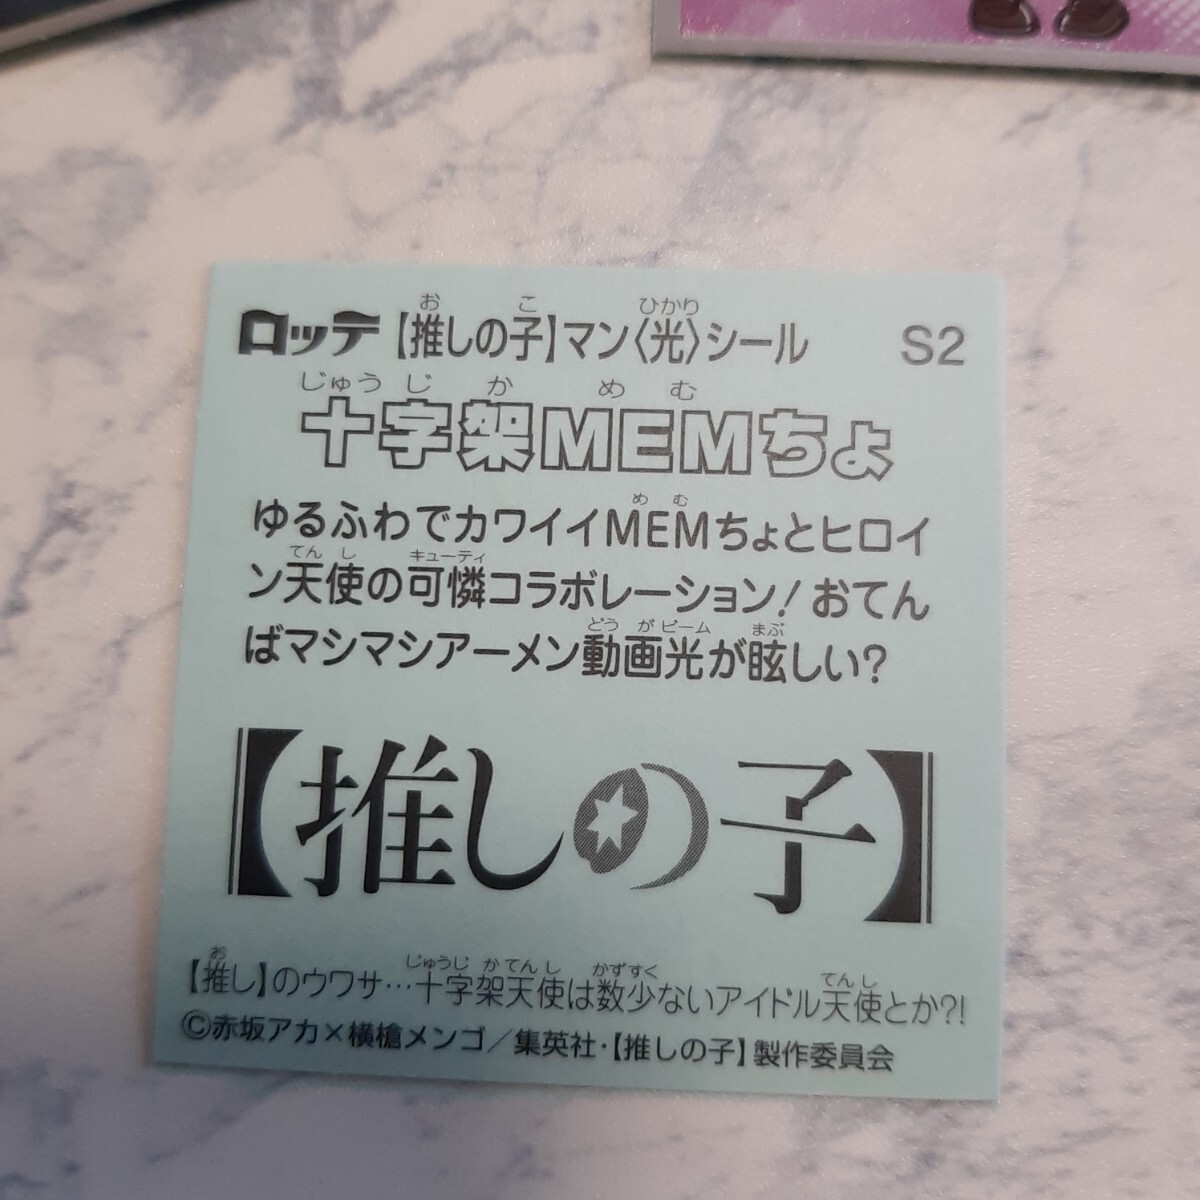 ロッテ 【推しの子】マン〈光〉シール S2
十字架MEMちょ
ゆるふわでカワイイMEMちょとヒロイ
ン天使の可憐コラボレーション!おてん
ばマシマシアーメン動画光が眩しい?
【推しの子】
【推し】のウワサ…十字架天使は数少ないアイドル天使とか?!
©赤坂アカ×横槍メンゴ/集英社・【推しの子】製作委員会